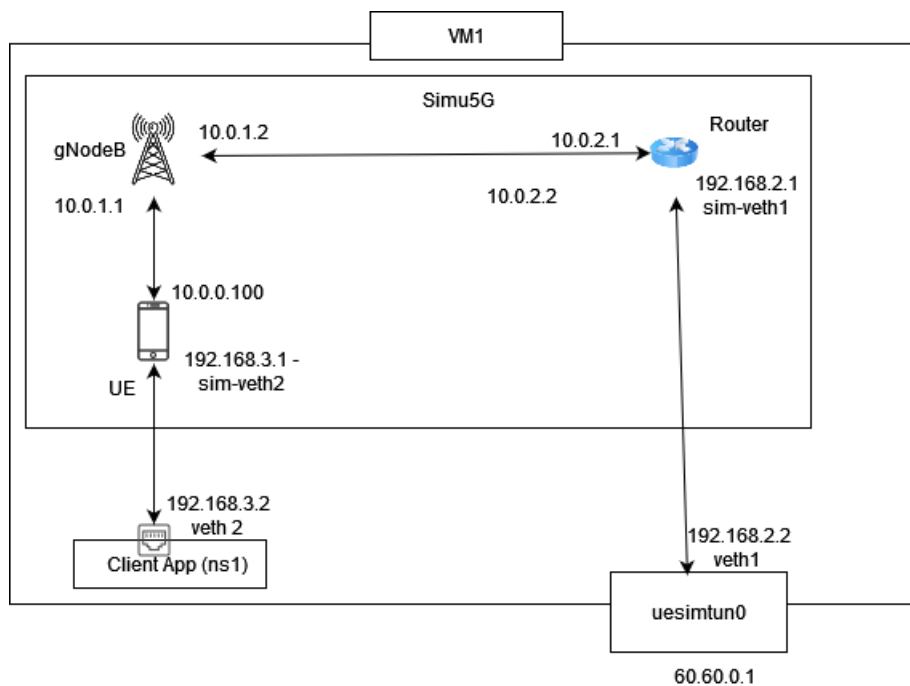 VM1
Simu5G
gNodeB
10.0.1.2
10.0.2.1
Router
10.0.1.1
10.0.2.2
192.168.2.1
sim-veth1
10.0.0.100
192.168.3.1 -
sim-veth2
UE
192.168.3.2
veth 2
Client App (ns1)
192.168.2.2
veth1
uesimtun0
60.60.0.1